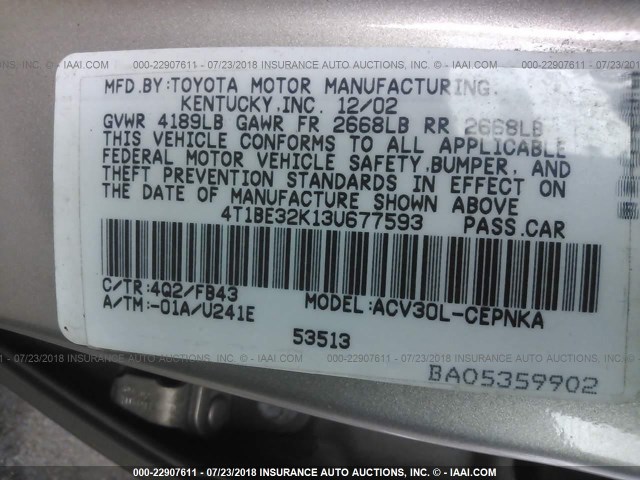 000-22907611 - 07/23/2018 INSURANCE AUTO AUCTIONS, INC. - © IAAI.COM
MFD.BY:TOYOTA MOTOR MANUFACTURING.
KENTUCKY,INC. 12/02
GVWR 4189LB GAWR FR 2668LB RR 2668LB
THIS VEHICLE CONFORMS TO ALL APPLICABLE
FEDERAL MOTOR VEHICLE SAFETY,BUMPER, AND
THEFT PREVENTION STANDARDS IN EFFECT ON
THE DATE OF MANUFACTURE SHOWN ABOVE
4T1BE32K13U677593 PASS.CAR
C/TR:4Q2/FB43
A/TM:-01A/U241E
MODEL:ACV30L-CEPNKA
53513
BA05359902
000-22907611 - 07/23/2018 INSURANCE AUTO AUCTIONS, INC. - © IAAI.COM